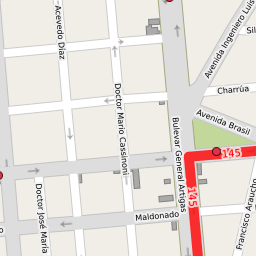 Acevedo Díaz
Avenida Ingeniero Luis
Charrúa
Doctor Mario Cassinoni
Avenida Brasil
Bulevar General Artigas
145
145
Doctor José María
Maldonado
Francisco Araucho